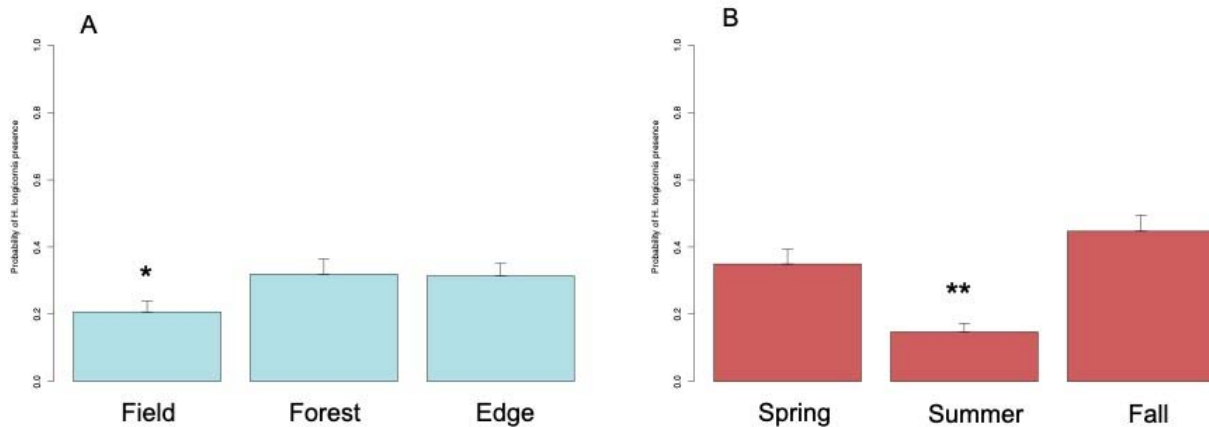 A
Probability of H. longicornis presence
1.0
0.8
0.6
0.4
0.2
0.0
*
Field Forest Edge
B
Probability of H. longicornis presence
1.0
0.8
0.6
0.4
0.2
0.0
**
Spring Summer Fall